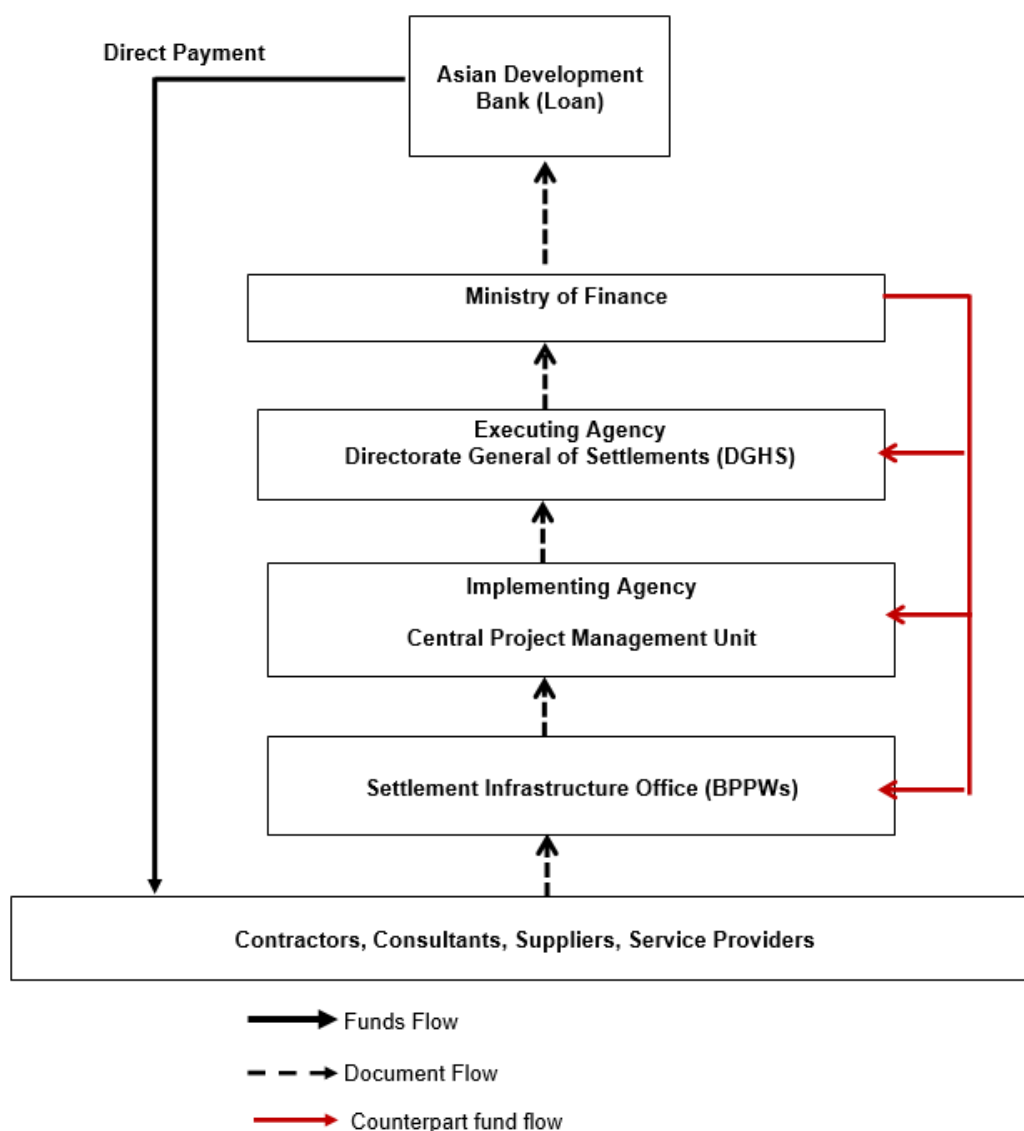 Direct Payment
Asian Development
Bank (Loan)
Ministry of Finance
Executing Agency
Directorate General of Settlements (DGHS)
Implementing Agency
Central Project Management Unit
Settlement Infrastructure Office (BPPWs)
Contractors, Consultants, Suppliers, Service Providers
Funds Flow
Document Flow
Counterpart fund flow